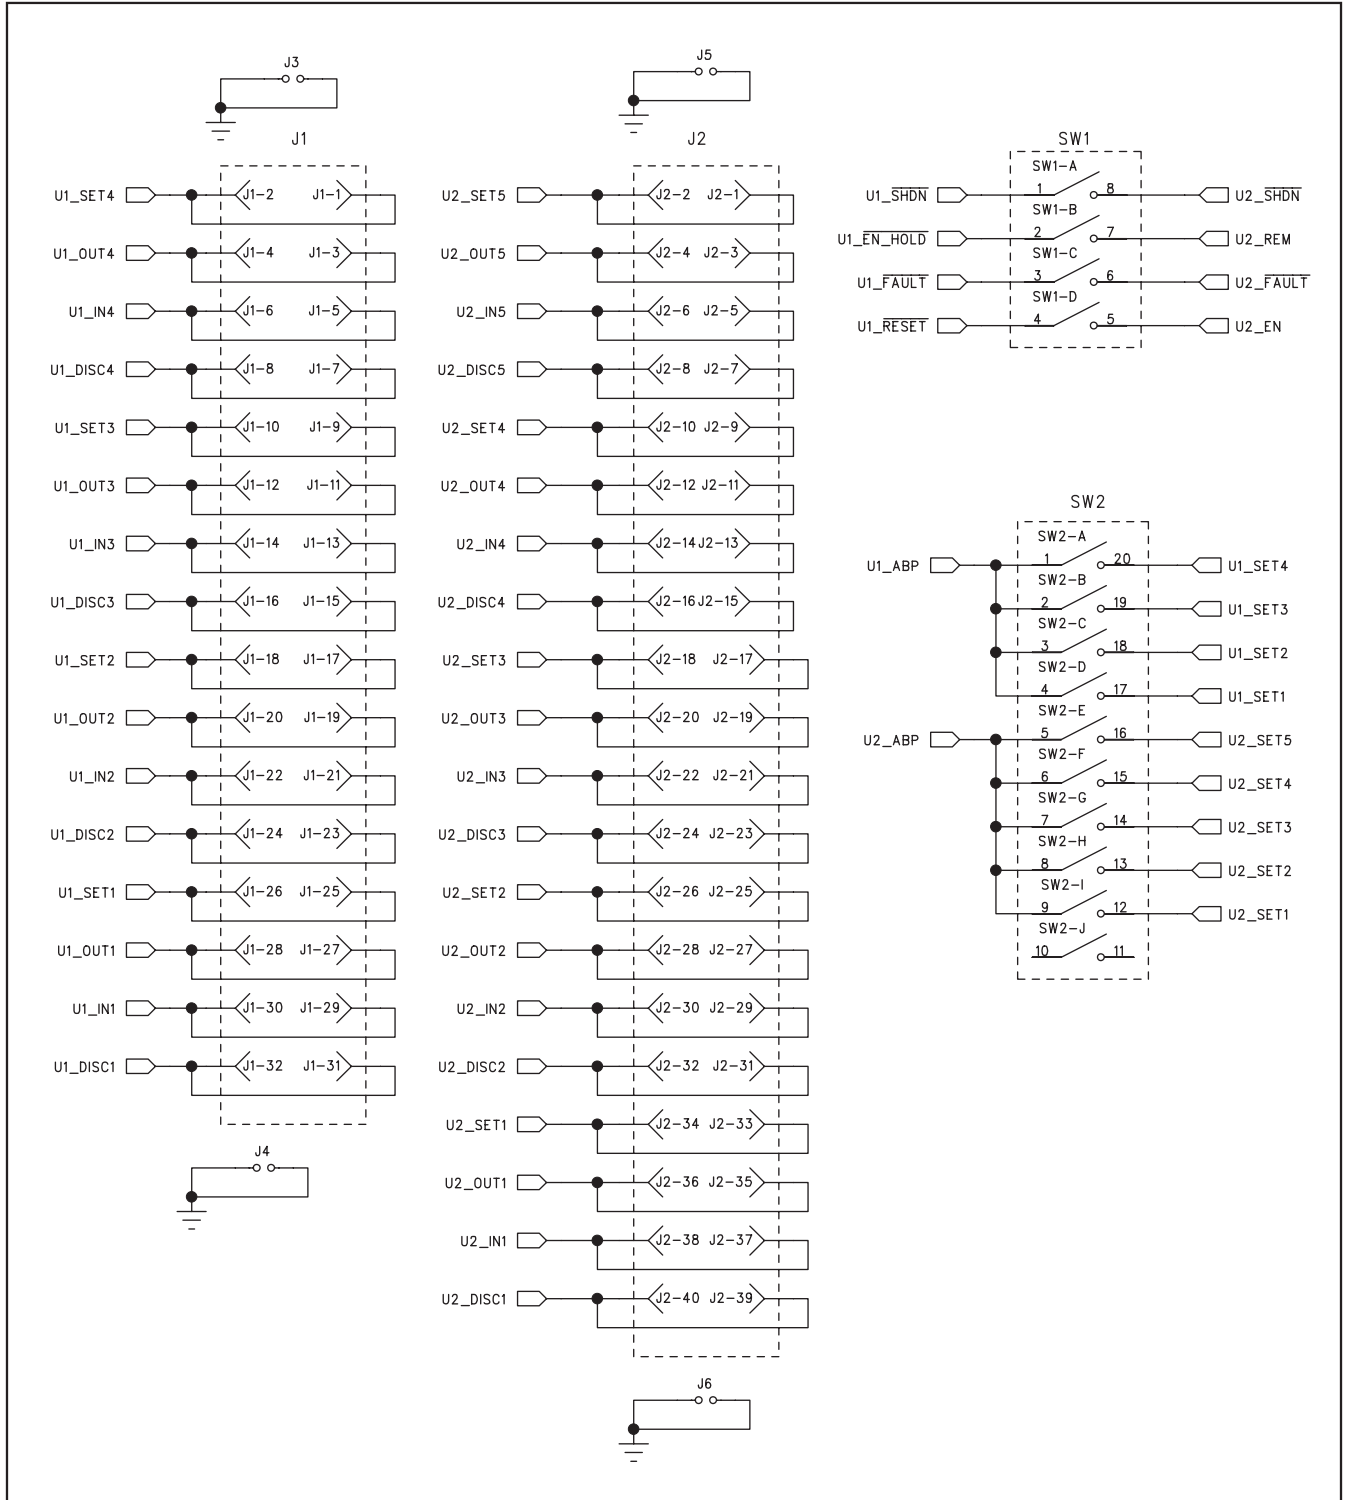 J3
J1
U1_SET4 J1-2 J1-1
U1_OUT4 J1-4 J1-3
U1_IN4 J1-6 J1-5
U1_DISC4 J1-8 J1-7
U1_SET3 J1-10 J1-9
U1_OUT3 J1-12 J1-11
U1_IN3 J1-14 J1-13
U1_DISC3 J1-16 J1-15
U1_SET2 J1-18 J1-17
U1_OUT2 J1-20 J1-19
U1_IN2 J1-22 J1-21
U1_DISC2 J1-24 J1-23
U1_SET1 J1-26 J1-25
U1_OUT1 J1-28 J1-27
U1_IN1 J1-30 J1-29
U1_DISC1 J1-32 J1-31
J4
J5
J2
U2_SET5 J2-2 J2-1
U2_OUT5 J2-4 J2-3
U2_IN5 J2-6 J2-5
U2_DISC5 J2-8 J2-7
U2_SET4 J2-10 J2-9
U2_OUT4 J2-12 J2-11
U2_IN4 J2-14 J2-13
U2_DISC4 J2-16 J2-15
U2_SET3 J2-18 J2-17
U2_OUT3 J2-20 J2-19
U2_IN3 J2-22 J2-21
U2_DISC3 J2-24 J2-23
U2_SET2 J2-26 J2-25
U2_OUT2 J2-28 J2-27
U2_IN2 J2-30 J2-29
U2_DISC2 J2-32 J2-31
U2_SET1 J2-34 J2-33
U2_OUT1 J2-36 J2-35
U2_IN1 J2-38 J2-37
U2_DISC1 J2-40 J2-39
J6
SW1
SW1-A
U1_SHDN 1 8 U2_SHDN
SW1-B
U1_EN_HOLD 2 7 U2_REM
SW1-C
U1_FAULT 3 6 U2_FAULT
SW1-D
U1_RESET 4 5 U2_EN
SW2
SW2-A
U1_ABP 1 20 U1_SET4
SW2-B
2 19 U1_SET3
SW2-C
3 18 U1_SET2
SW2-D
4 17 U1_SET1
SW2-E
U2_ABP 5 16 U2_SET5
SW2-F
6 15 U2_SET4
SW2-G
7 14 U2_SET3
SW2-H
8 13 U2_SET2
SW2-I
9 12 U2_SET1
SW2-J
10 11